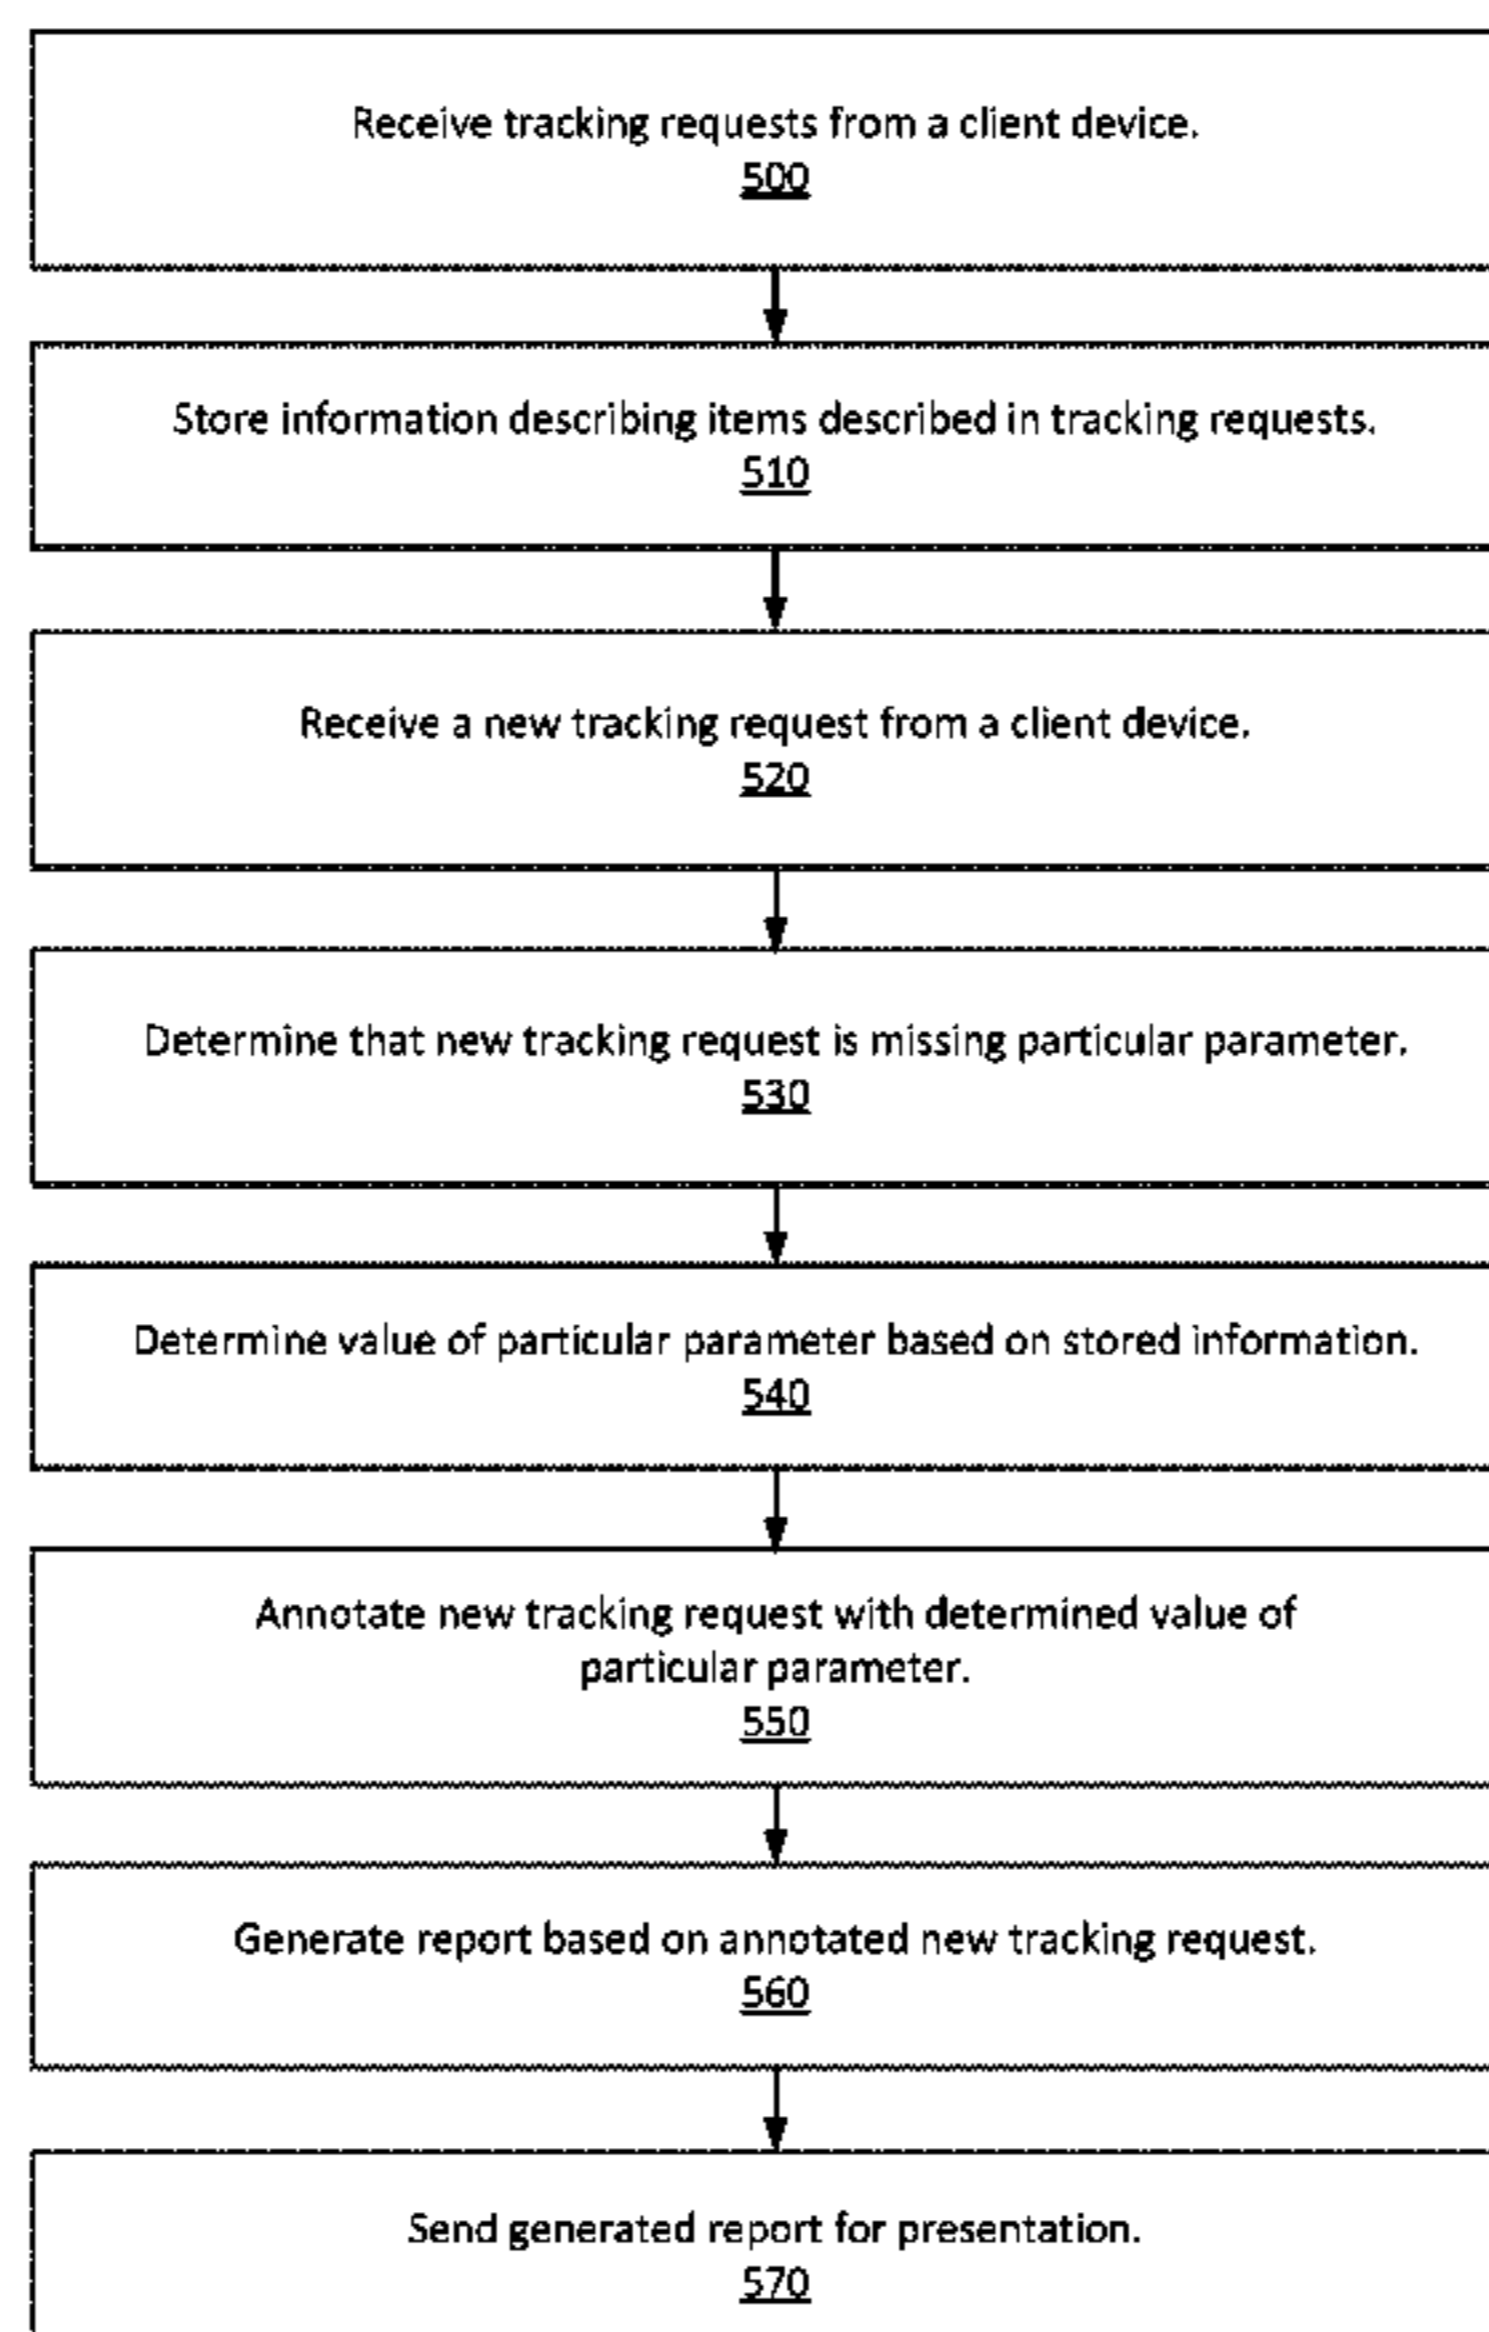 Receive tracking requests from a client device.
500
Store information describing items described in tracking requests.
510
Receive a new tracking request from a client device.
520
Determine that new tracking request is missing particular parameter.
530
Determine value of particular parameter based on stored information.
540
Annotate new tracking request with determined value of
particular parameter.
550
Generate report based on annotated new tracking request.
560
Send generated report for presentation.
570